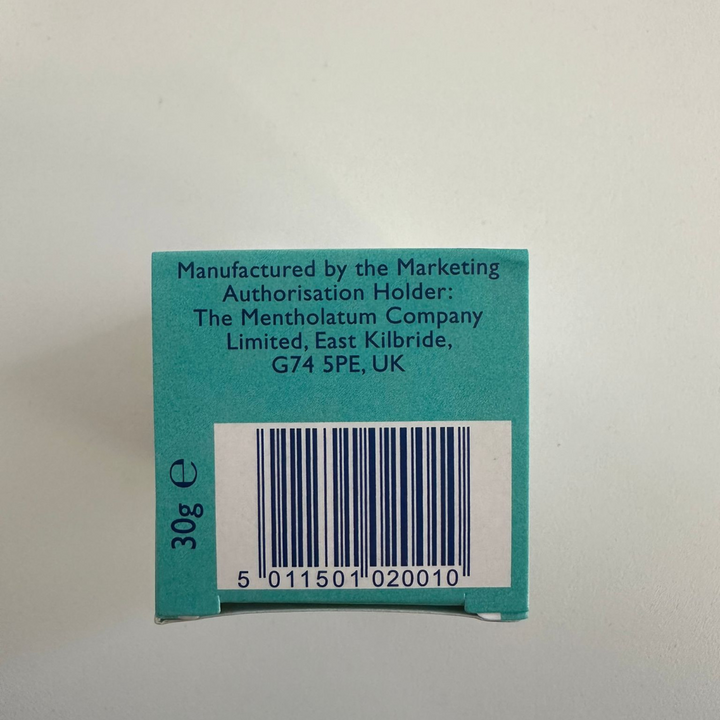 Manufactured by the Marketing
Authorisation Holder:
The Mentholatum Company
Limited, East Kilbride,
G74 5PE, UK
30g e
5 011501 020010